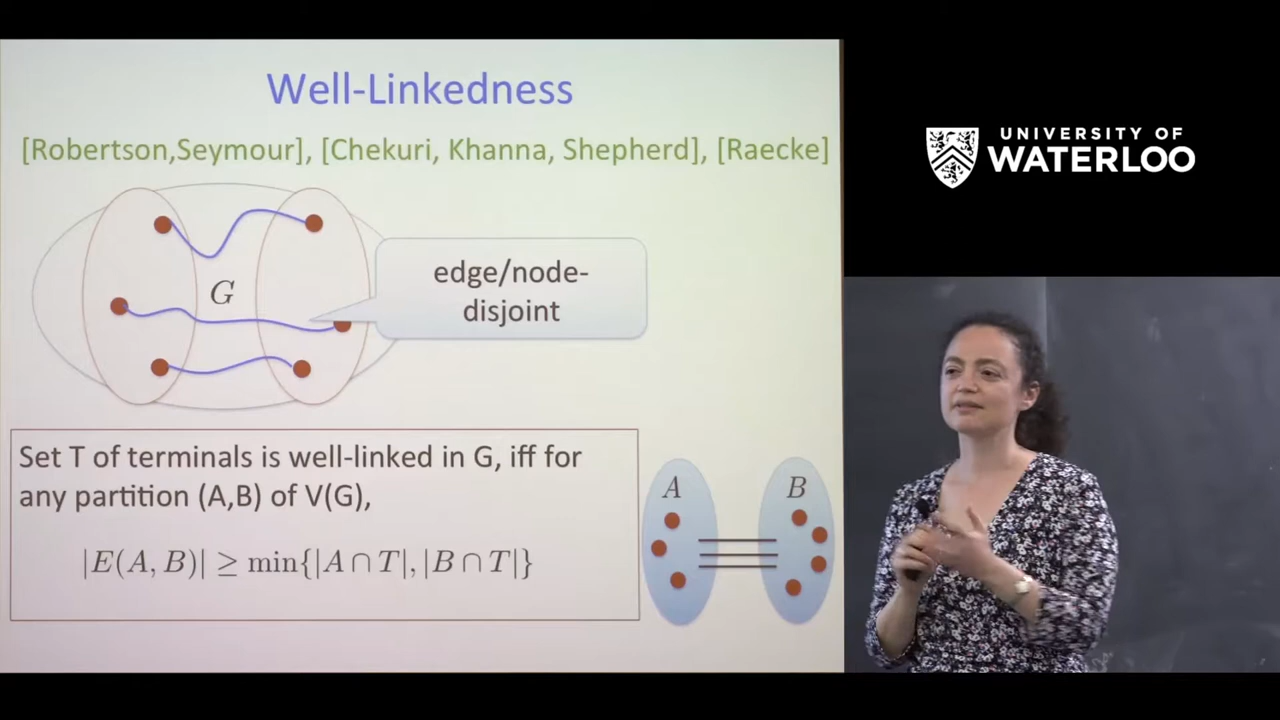 Well-Linkedness
[Robertson,Seymour], [Chekuri, Khanna, Shepherd], [Raecke]
G
edge/node-
disjoint
Set T of terminals is well-linked in G, iff for
any partition (A,B) of V(G),
|E(A, B)| ≥ min{|A ∩ T|, |B ∩ T|}
A
B
UNIVERSITY OF
WATERLOO